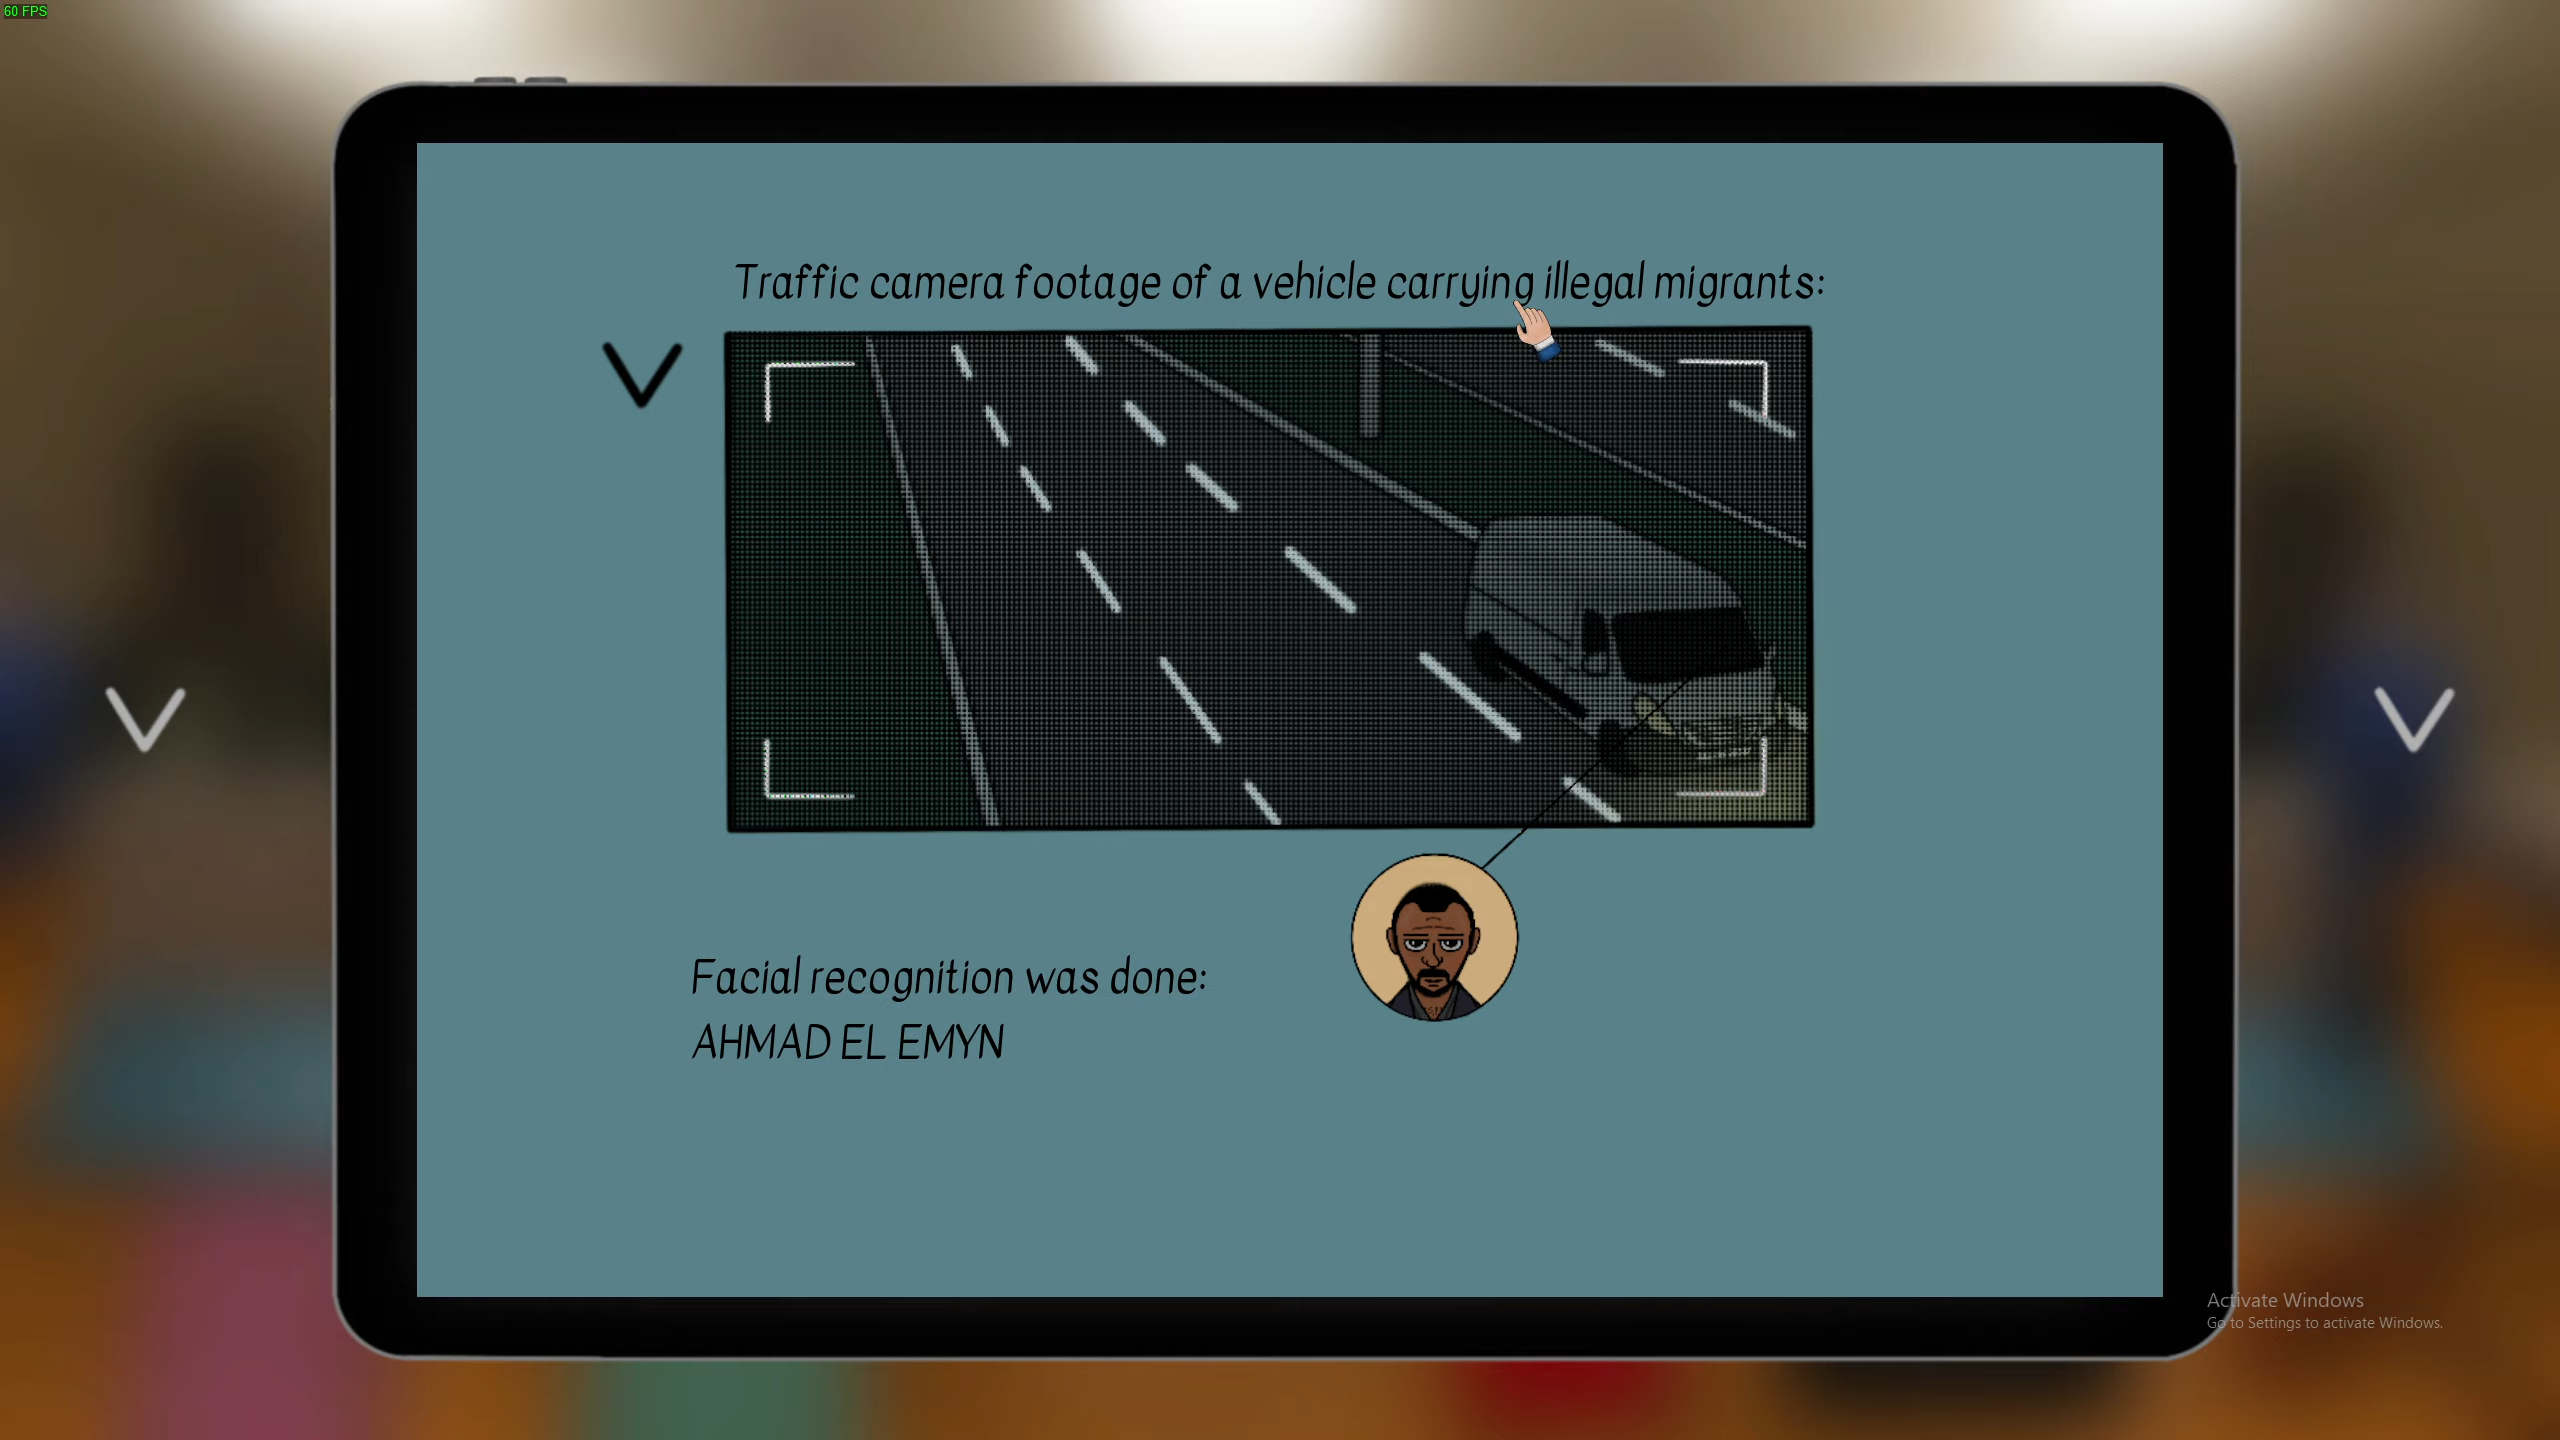 60 FPS
Traffic camera footage of a vehicle carrying illegal migrants:
Facial recognition was done:
AHMAD EL EMYN
Activate Windows
Go to Settings to activate Windows.